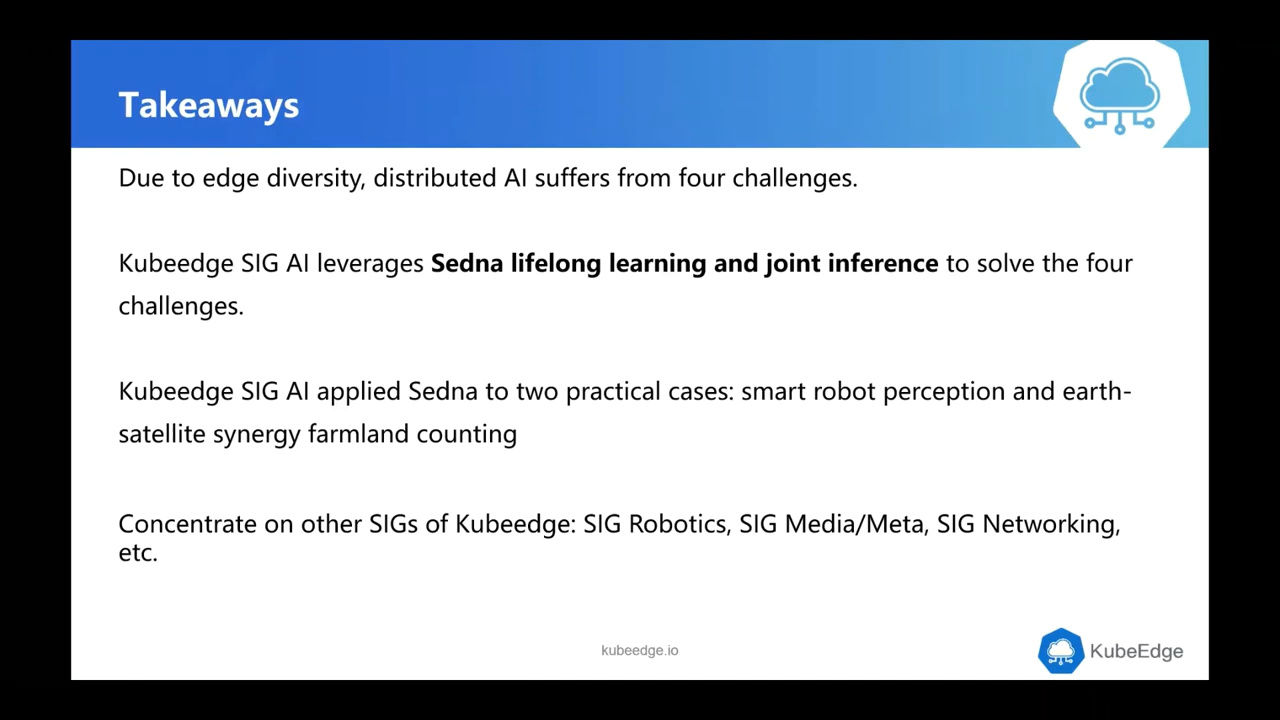 Takeaways
Due to edge diversity, distributed AI suffers from four challenges.
Kubeedge SIG AI leverages Sedna lifelong learning and joint inference to solve the four
challenges.
Kubeedge SIG AI applied Sedna to two practical cases: smart robot perception and earth-
satellite synergy farmland counting
Concentrate on other SIGs of Kubeedge: SIG Robotics, SIG Media/Meta, SIG Networking,
etc.
kubeedge.io
KubeEdge